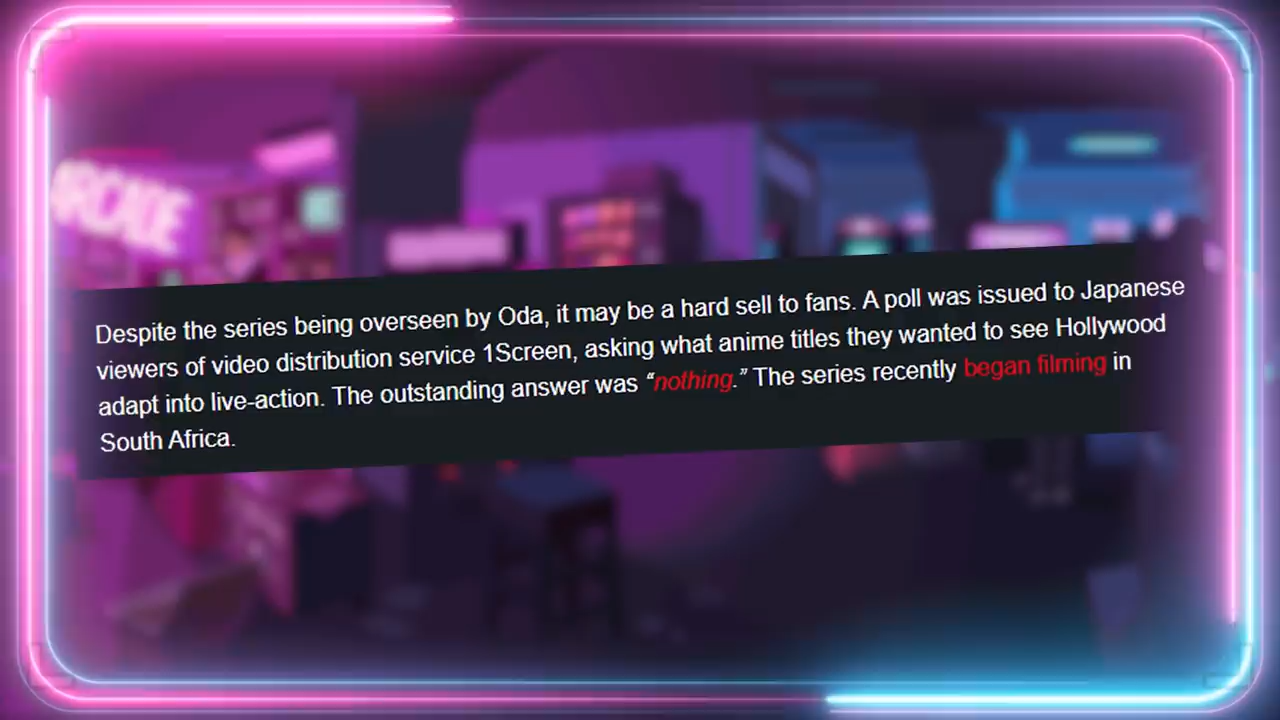 ARCADE
Despite the series being overseen by Oda, it may be a hard sell to fans. A poll was issued to Japanese
viewers of video distribution service 1Screen, asking what anime titles they wanted to see Hollywood
adapt into live-action. The outstanding answer was “nothing.” The series recently began filming in
South Africa.